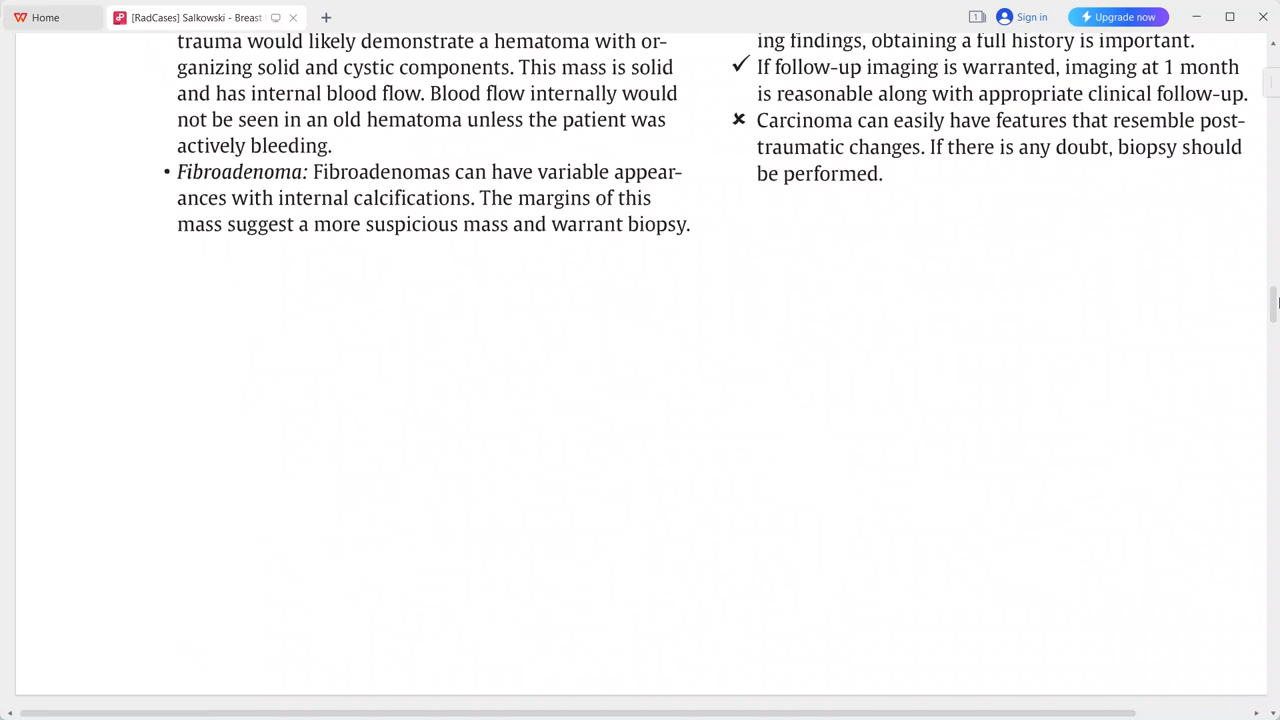 Home
[RadCases] Salkowski - Breast
1
Sign in
Upgrade now
trauma would likely demonstrate a hematoma with or-
ganizing solid and cystic components. This mass is solid
and has internal blood flow. Blood flow internally would
not be seen in an old hematoma unless the patient was
actively bleeding.
• Fibroadenoma: Fibroadenomas can have variable appear-
ances with internal calcifications. The margins of this
mass suggest a more suspicious mass and warrant biopsy.
ing findings, obtaining a full history is important.
✓ If follow-up imaging is warranted, imaging at 1 month
is reasonable along with appropriate clinical follow-up.
✘ Carcinoma can easily have features that resemble post-
traumatic changes. If there is any doubt, biopsy should
be performed.